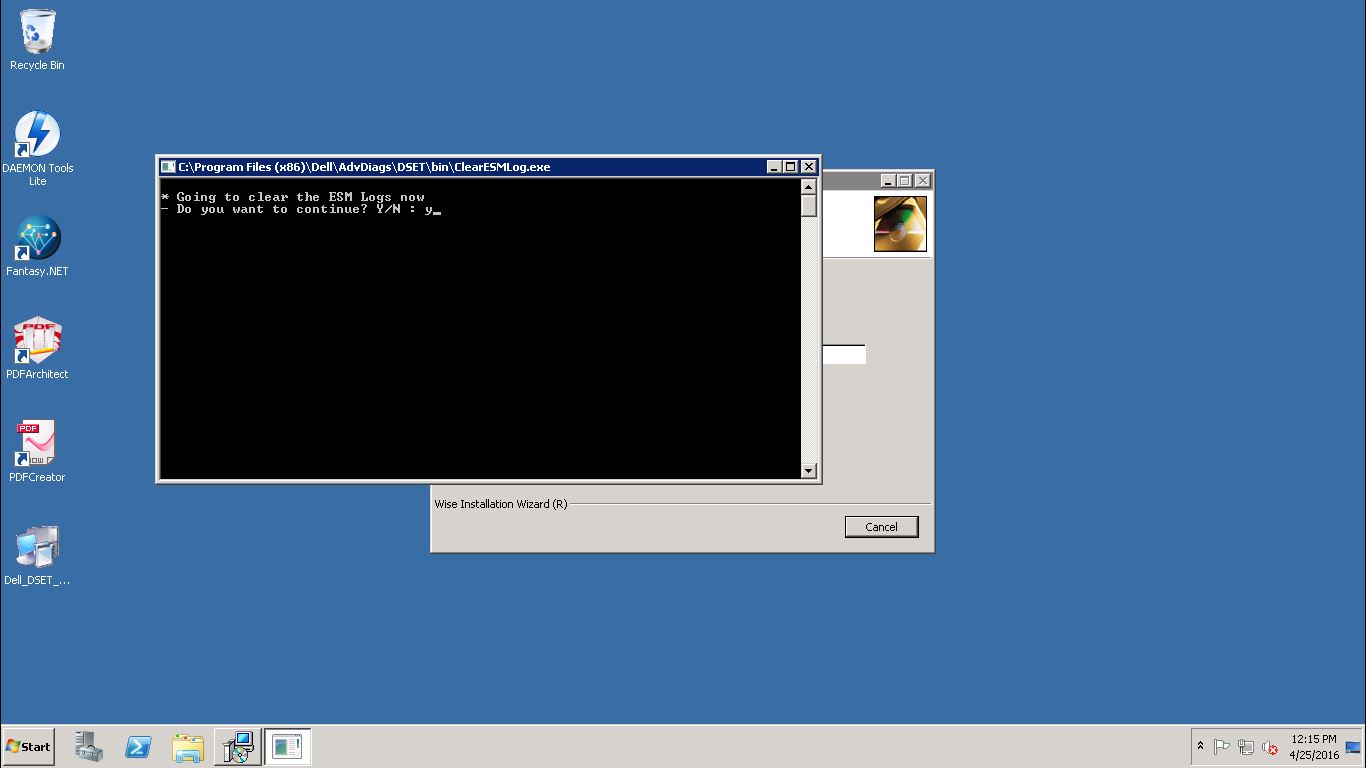 Recycle Bin
DAEMON Tools
Lite
Fantasy.NET
PDF
PDFArchitect
PDF
PDFCreator
Dell_DSET_...
C:\Program Files (x86)\Dell\AdvDiags\DSET\bin\ClearESMLog.exe
* Going to clear the ESM Logs now
- Do you want to continue? Y/N : y_
Wise Installation Wizard (R)
Cancel
Start
12:15 PM
4/25/2016